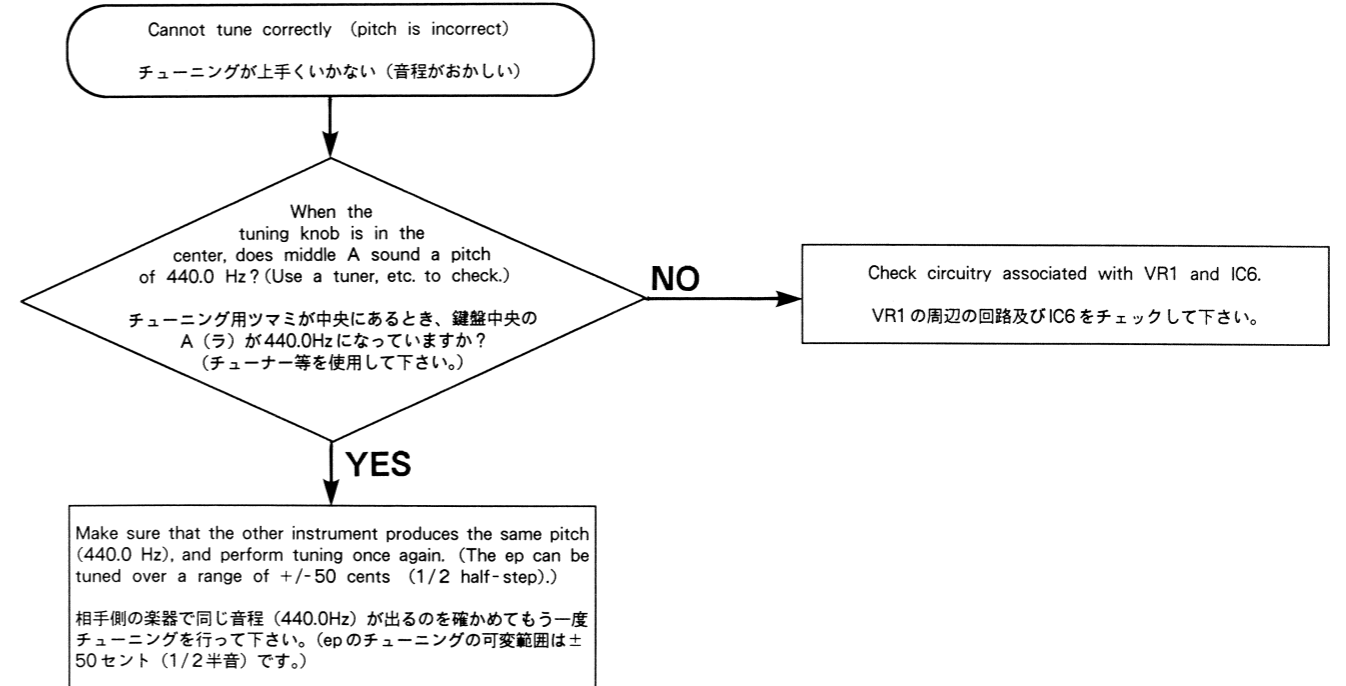 Cannot tune correctly (pitch is incorrect)
チューニングが上手くいかない（音程がおかしい）
When the
tuning knob is in the
center, does middle A sound a pitch
of 440.0 Hz? (Use a tuner, etc. to check.)
チューニング用ツマミが中央にあるとき、鍵盤中央の
A（ラ）が440.0Hzになっていますか？
（チューナー等を使用して下さい。）
NO
Check circuitry associated with VR1 and IC6.
VR1の周辺の回路及びIC6をチェックして下さい。
YES
Make sure that the other instrument produces the same pitch
(440.0 Hz), and perform tuning once again. (The ep can be
tuned over a range of +/-50 cents (1/2 half-step).)
相手側の楽器で同じ音程（440.0Hz）が出るのを確かめてもう一度
チューニングを行って下さい。（epのチューニングの可変範囲は±
50セント（1/2半音）です。）